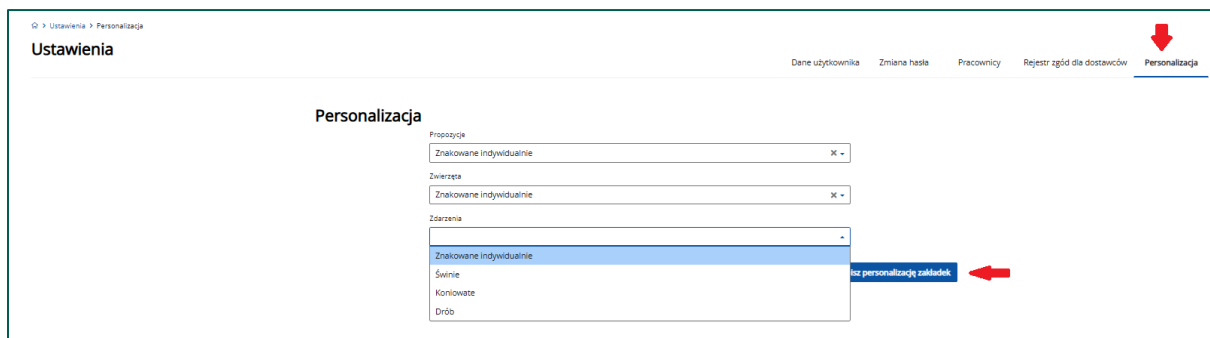 Ustawienia > Personalizacja
Ustawienia
Dane użytkownika Zmiana hasła Pracownicy Rejestr zgód dla dostawców Personalizacja
Personalizacja
Propozycje
Znakowane indywidualnie
Zwierzęta
Znakowane indywidualnie
Zdarzenia
Znakowane indywidualnie
Świnie
isz personalizację zakładek
Koniowate
Drób